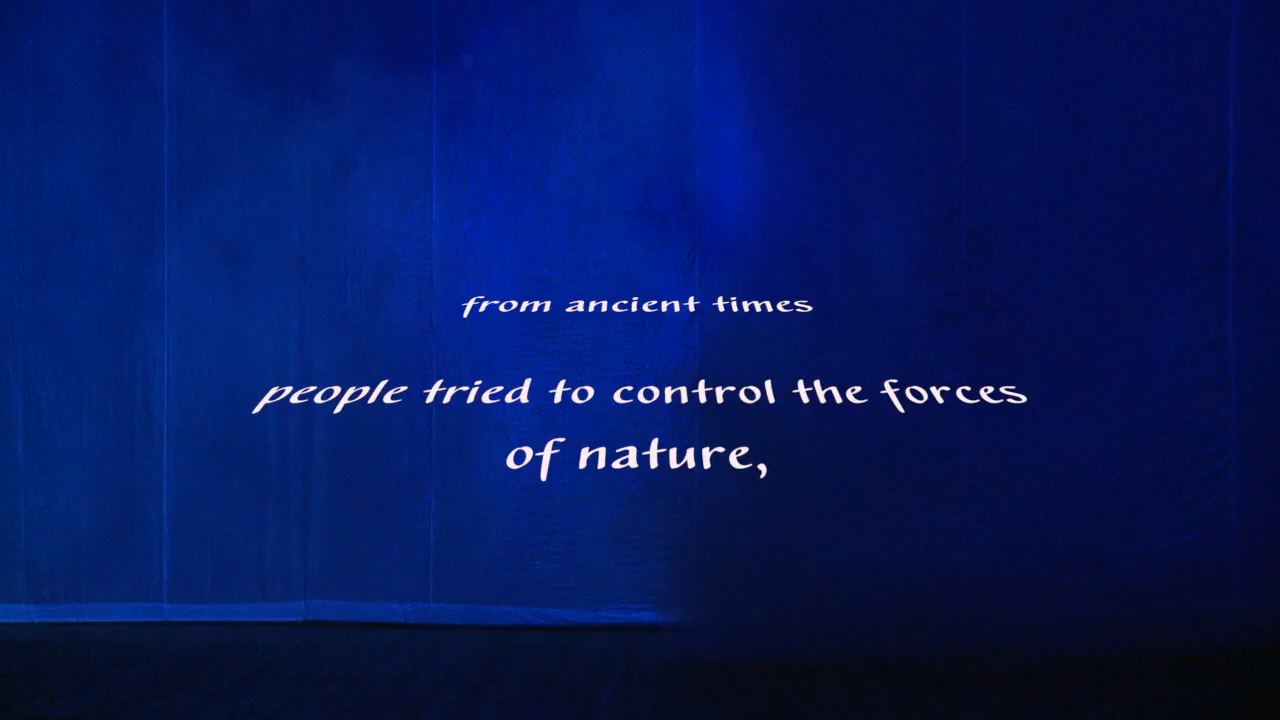 from ancient times
people tried to control the forces
of nature,